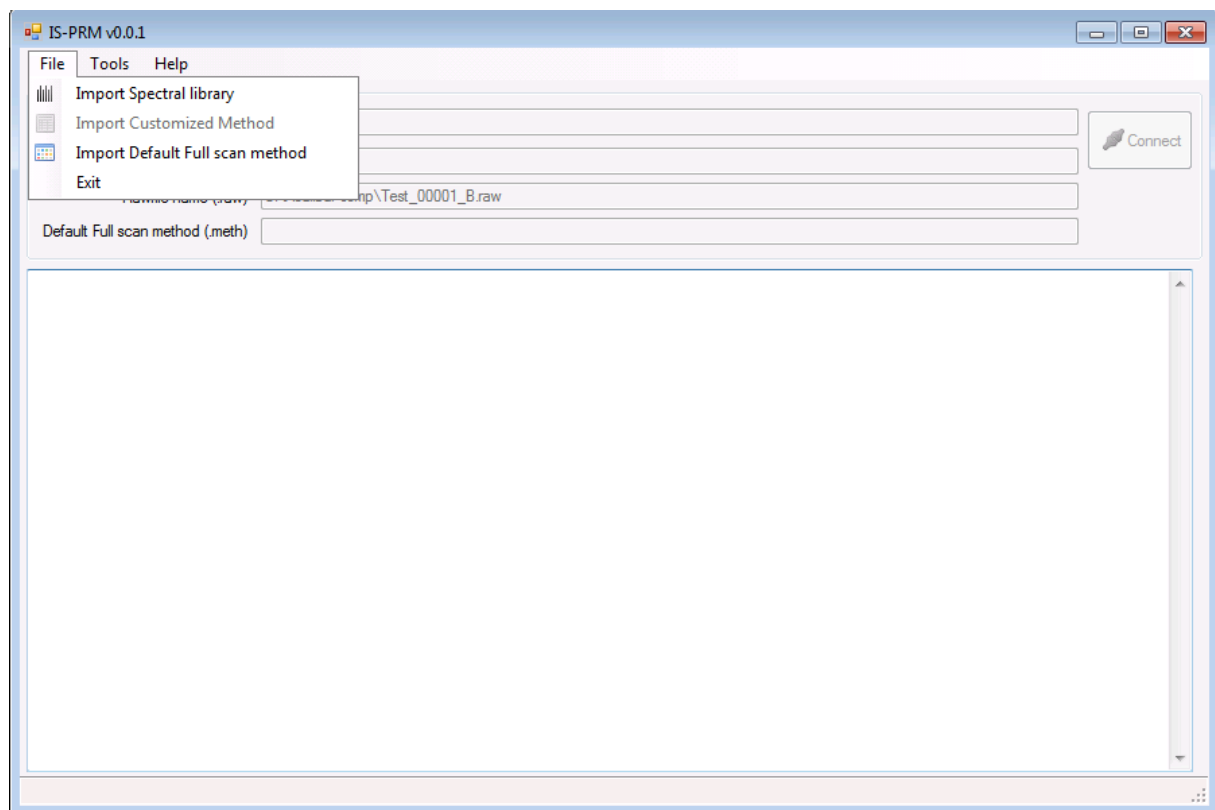 IS-PRM v0.0.1
File Tools Help
Import Spectral library
Import Customized Method
Connect
Import Default Full scan method
Exit
\Test_00001_B.raw
Default Full scan method (.meth)